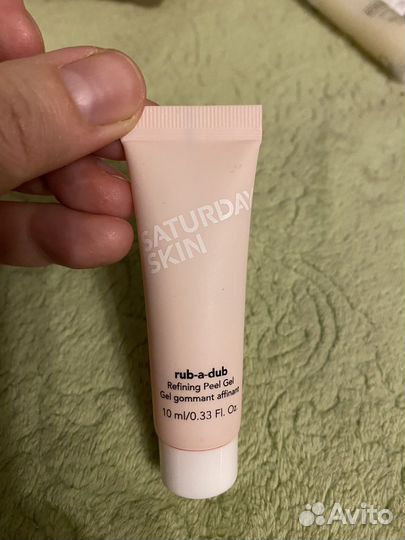 SATURDAY
SKIN
rub-a-dub
Refining Peel Gel
Gel gommant affinant
10 ml/0.33 Fl. Oz.
Avito